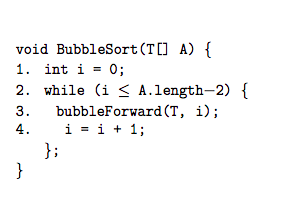 void BubbleSort(T[] A) {
1. int i = 0;
2. while (i ≤ A.length−2) {
3. bubbleForward(T, i);
4. i = i + 1;
};
}